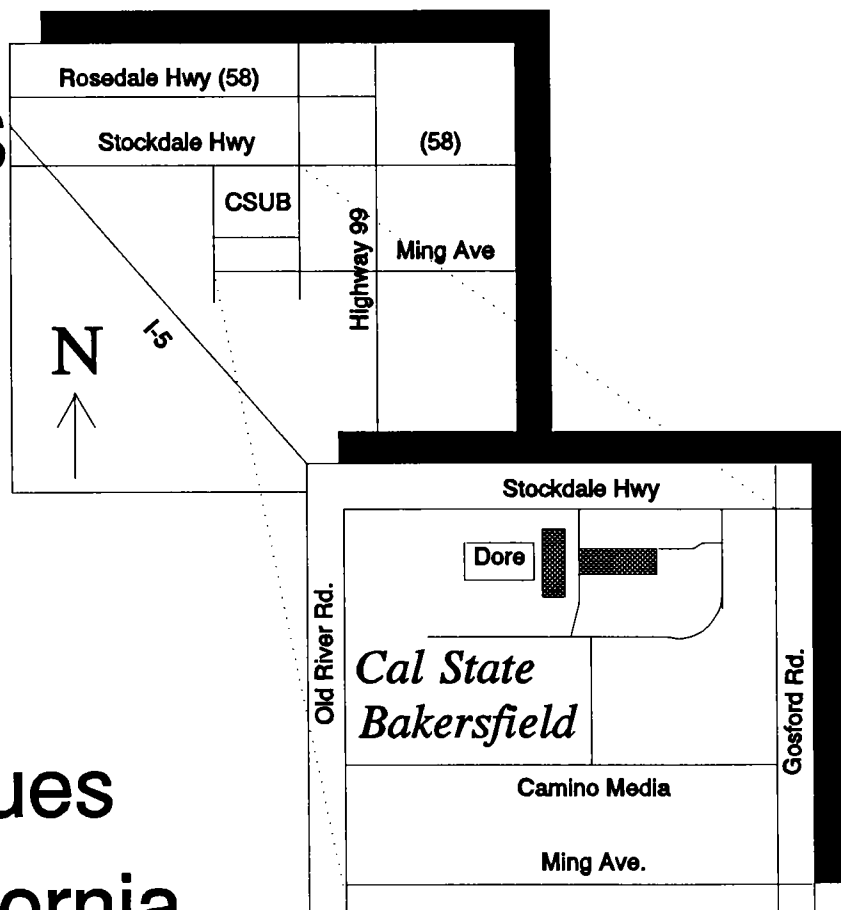 Rosedale Hwy (58)
Stockdale Hwy
(58)
CSUB
Highway 99
Ming Ave
I-5
N
Stockdale Hwy
Dore
Old River Rd.
Cal State
Bakersfield
Gosford Rd.
Camino Media
Ming Ave.